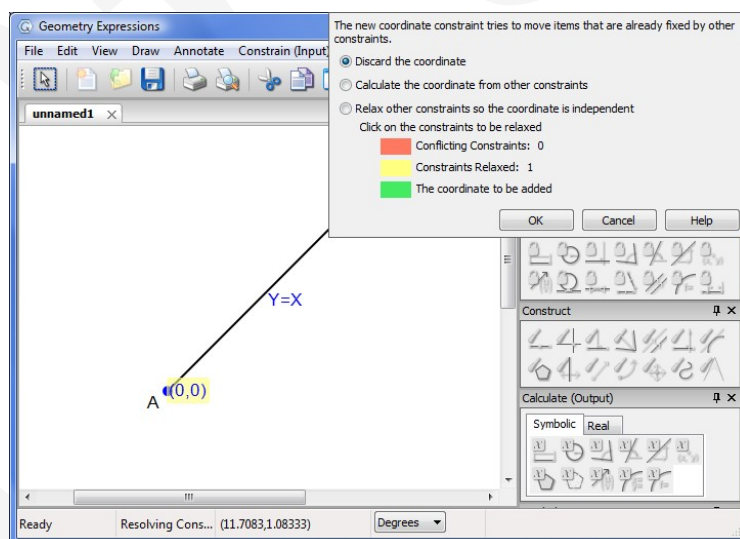 Geometry Expressions
File Edit View Draw Annotate Constrain (Input)
unnamed1
The new coordinate constraint tries to move items that are already fixed by other
constraints.
Discard the coordinate
Calculate the coordinate from other constraints
Relax other constraints so the coordinate is independent
Click on the constraints to be relaxed
Conflicting Constraints: 0
Constraints Relaxed: 1
The coordinate to be added
OK Cancel Help
Y=X
(0,0)
A
Construct
Calculate (Output)
Symbolic Real
Ready Resolving Cons... (11.7083,1.08333) Degrees